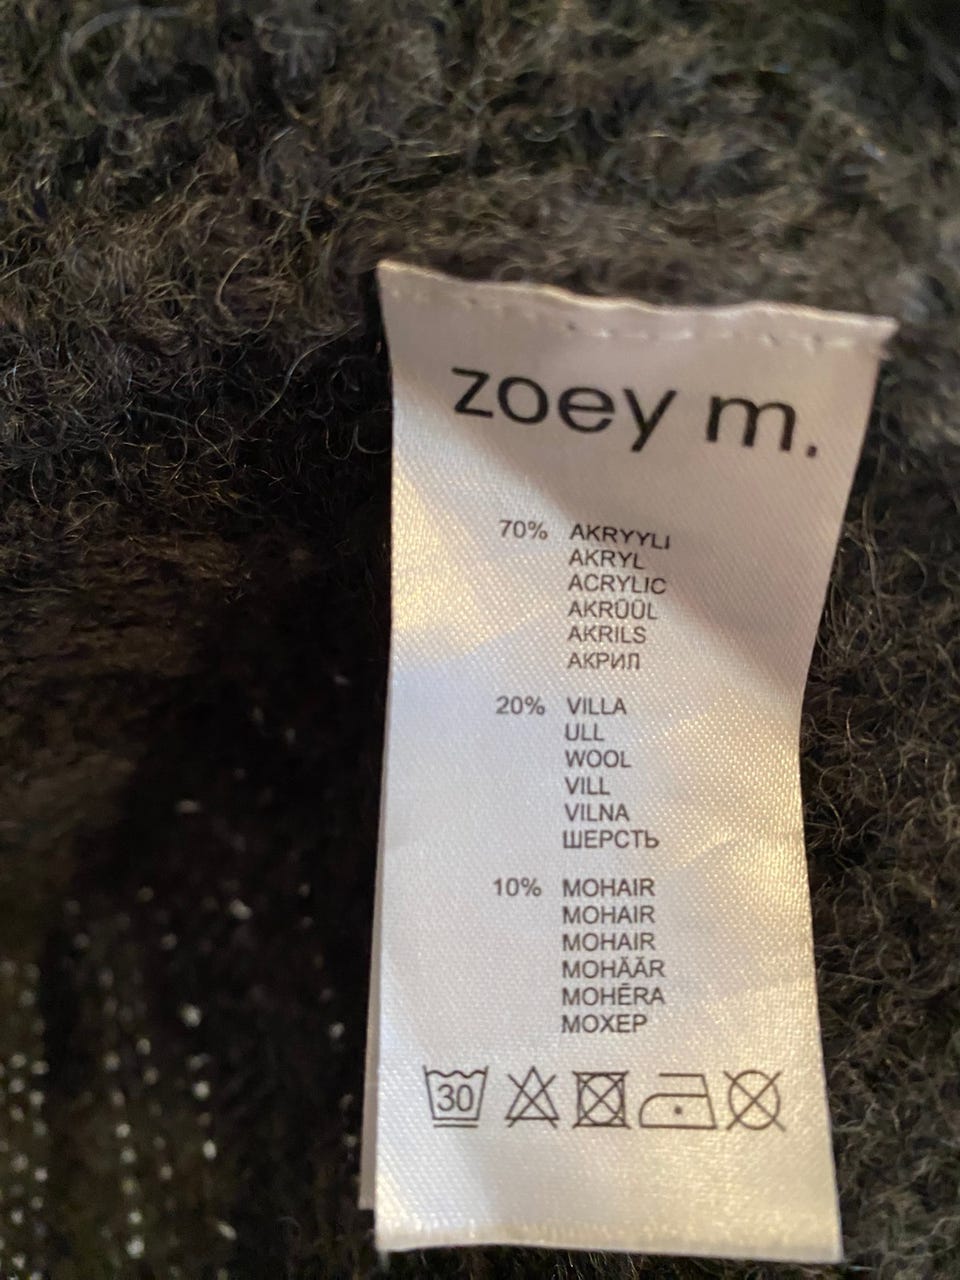 zoey m.
70% AKRYYLI
AKRYL
ACRYLIC
AKRÜÜL
AKRILS
АКРИЛ
20% VILLA
ULL
WOOL
VILL
VILNA
ШЕРСТЬ
10% MOHAIR
MOHAIR
MOHAIR
MOHÄÄR
MOHĒRA
МОХЕР
30